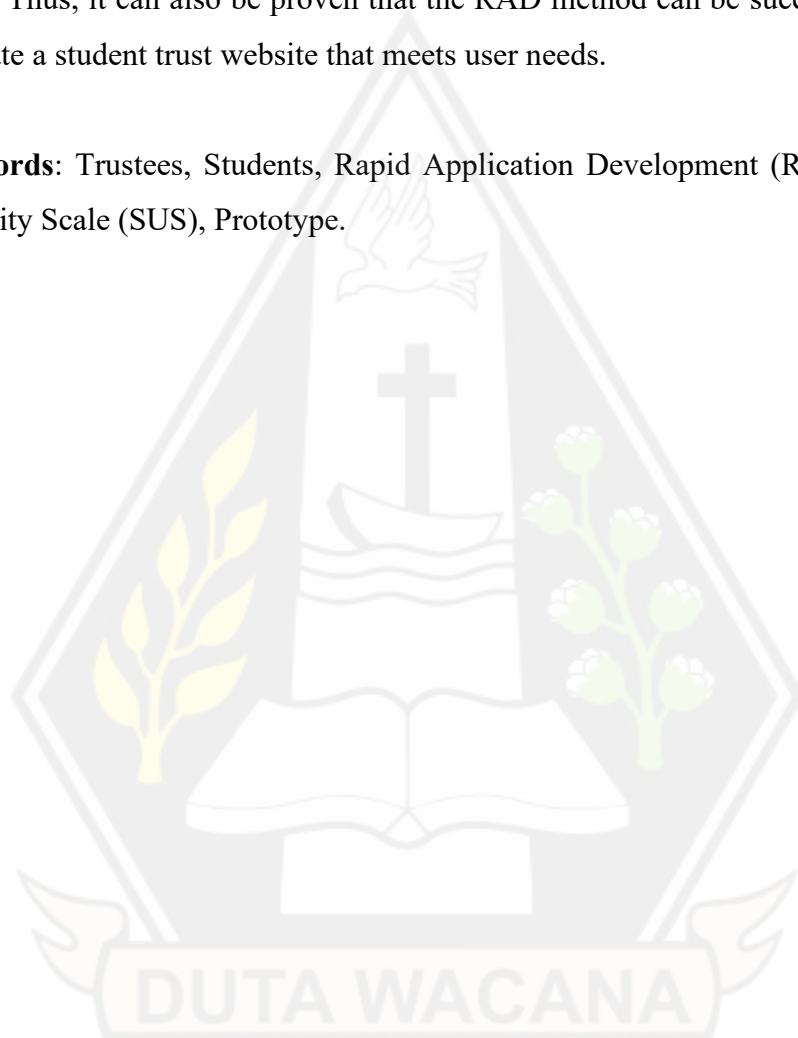 Thus, it can also be proven that the RAD method can be suc
te a student trust website that meets user needs.
ords: Trustees, Students, Rapid Application Development (R
ity Scale (SUS), Prototype.
DUTA WACANA